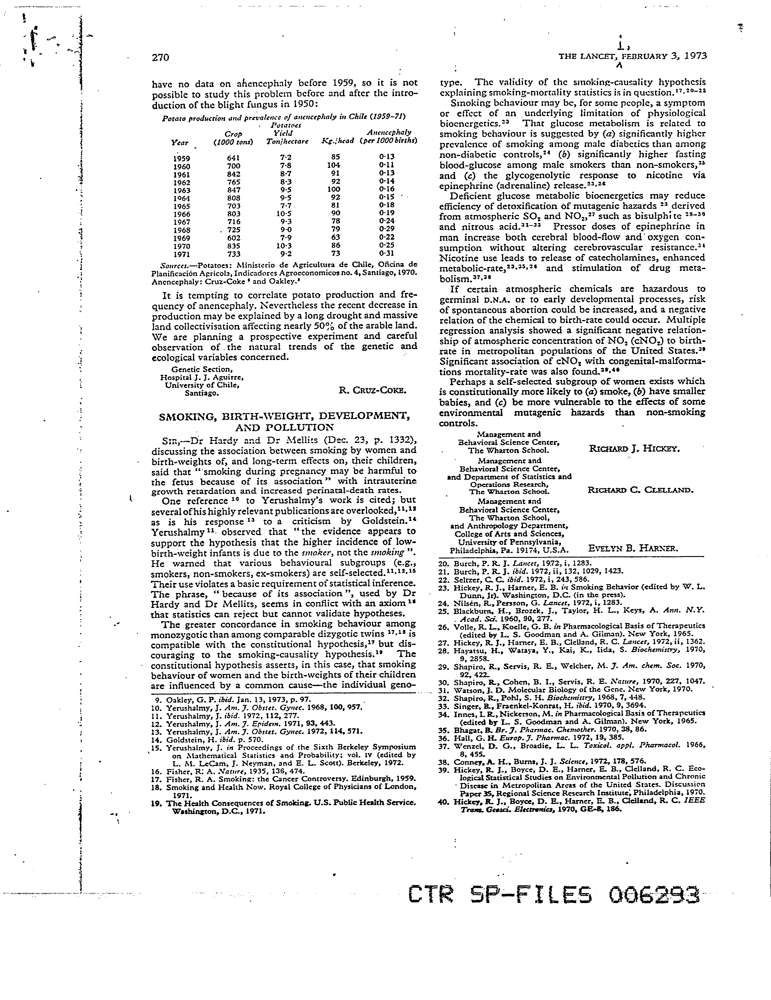 1,
270
THE LANCET, FEBRUARY 3, 1973
have no data on anencephaly before 1959, so it is not
possible to study this problem before and after the intro-
duction of the blight fungus in 1950:
Potato production and prevalence of anencephaly in Chile (1959–71)
Potatoes
Crop Yield Anencephaly
Year (1000 tons) Ton/hectare Kg./head (per 1000 births)
1959 641 7·2 85 0·13
1960 700 7·8 104 0·11
1961 842 8·7 91 0·13
1962 765 8·3 92 0·14
1963 847 9·5 100 0·16
1964 808 9·5 92 0·15
1965 703 7·7 81 0·18
1966 803 10·5 90 0·19
1967 716 9·3 78 0·24
1968 725 9·0 79 0·29
1969 602 7·9 63 0·22
1970 835 10·3 86 0·25
1971 733 9·2 73 0·31
Sources.—Potatoes: Ministerio de Agricultura de Chile, Oficina de
Planificación Agricola, Indicadores Agroeconomicos no. 4, Santiago, 1970.
Anencephaly: Cruz-Coke and Oakley.
It is tempting to correlate potato production and fre-
quency of anencephaly. Nevertheless the recent decrease in
production may be explained by a long drought and massive
land collectivisation affecting nearly 50% of the arable land.
We are planning a prospective experiment and careful
observation of the natural trends of the genetic and
ecological variables concerned.
Genetic Section,
Hospital J. J. Aguirre,
University of Chile,
Santiago.
R. CRUZ-COKE.
SMOKING, BIRTH-WEIGHT, DEVELOPMENT,
AND POLLUTION
SIR,—Dr Hardy and Dr Mellits (Dec. 23, p. 1332),
discussing the association between smoking by women and
birth-weights of, and long-term effects on, their children,
said that “smoking during pregnancy may be harmful to
the fetus because of its association” with intrauterine
growth retardation and increased perinatal-death rates.
One reference 10 to Yerushalmy's work is cited; but
several of his highly relevant publications are overlooked,11,12
as is his response 13 to a criticism by Goldstein.14
Yerushalmy 11 observed that “the evidence appears to
support the hypothesis that the higher incidence of low-
birth-weight infants is due to the smoker, not the smoking”.
He warned that various behavioural subgroups (e.g.,
smokers, non-smokers, ex-smokers) are self-selected.11,13,15
Their use violates a basic requirement of statistical inference.
The phrase, “because of its association”, used by Dr
Hardy and Dr Mellits, seems in conflict with an axiom 16
that statistics can reject but cannot validate hypotheses.
The greater concordance in smoking behaviour among
monozygotic than among comparable dizygotic twins 17,18 is
compatible with the constitutional hypothesis,17 but dis-
couraging to the smoking-causality hypothesis.19 The
constitutional hypothesis asserts, in this case, that smoking
behaviour of women and the birth-weights of their children
are influenced by a common cause—the individual geno-
9. Oakley, G. P. ibid. Jan. 13, 1973, p. 97.
10. Yerushalmy, J. Am. J. Obstet. Gynec. 1968, 100, 957.
11. Yerushalmy, J. ibid. 1972, 112, 277.
12. Yerushalmy, J. Am. J. Epidem. 1971, 93, 443.
13. Yerushalmy, J. Am. J. Obstet. Gynec. 1972, 114, 571.
14. Goldstein, H. ibid. p. 570.
15. Yerushalmy, J. in Proceedings of the Sixth Berkeley Symposium
on Mathematical Statistics and Probability; vol. IV (edited by
L. M. LeCam, J. Neyman, and E. L. Scott). Berkeley, 1972.
16. Fisher, R. A. Nature, 1935, 136, 474.
17. Fisher, R. A. Smoking: the Cancer Controversy. Edinburgh, 1959.
18. Smoking and Health Now. Royal College of Physicians of London,
1971.
19. The Health Consequences of Smoking. U.S. Public Health Service.
Washington, D.C., 1971.
type. The validity of the smoking-causality hypothesis
explaining smoking-mortality statistics is in question.17,20–22
Smoking behaviour may be, for some people, a symptom
or effect of an underlying limitation of physiological
bioenergetics.23 That glucose metabolism is related to
smoking behaviour is suggested by (a) significantly higher
prevalence of smoking among male diabetics than among
non-diabetic controls,24 (b) significantly higher fasting
blood-glucose among male smokers than non-smokers,25
and (c) the glycogenolytic response to nicotine via
epinephrine (adrenaline) release.23,26
Deficient glucose metabolic bioenergetics may reduce
efficiency of detoxification of mutagenic hazards 23 derived
from atmospheric SO2 and NO2,27 such as bisulphite 28–30
and nitrous acid.31–33 Pressor doses of epinephrine in
man increase both cerebral blood-flow and oxygen con-
sumption without altering cerebrovascular resistance.34
Nicotine use leads to release of catecholamines, enhanced
metabolic-rate,23,35,36 and stimulation of drug meta-
bolism.37,38
If certain atmospheric chemicals are hazardous to
germinal D.N.A. or to early developmental processes, risk
of spontaneous abortion could be increased, and a negative
relation of the chemical to birth-rate could occur. Multiple
regression analysis showed a significant negative relation-
ship of atmospheric concentration of NO2 (cNO2) to birth-
rate in metropolitan populations of the United States.39
Significant association of cNO2 with congenital-malforma-
tions mortality-rate was also found.39,40
Perhaps a self-selected subgroup of women exists which
is constitutionally more likely to (a) smoke, (b) have smaller
babies, and (c) be more vulnerable to the effects of some
environmental mutagenic hazards than non-smoking
controls.
Management and
Behavioral Science Center,
The Wharton School.
RICHARD J. HICKEY.
Management and
Behavioral Science Center,
and Department of Statistics and
Operations Research,
The Wharton School.
RICHARD C. CLELLAND.
Management and
Behavioral Science Center,
The Wharton School,
and Anthropology Department,
College of Arts and Sciences,
University of Pennsylvania,
Philadelphia, Pa. 19174, U.S.A.
EVELYN B. HARNER.
20. Burch, P. R. J. Lancet, 1972, i, 1283.
21. Burch, P. R. J. ibid. 1972, ii, 132, 1029, 1423.
22. Seltzer, C. C. ibid. 1972, i, 243, 586.
23. Hickey, R. J., Harner, E. B. in Smoking Behavior (edited by W. L.
Dunn, Jr). Washington, D.C. (in the press).
24. Nilsén, R., Persson, G. Lancet, 1972, i, 1283.
25. Blackburn, H., Brozek, J., Taylor, H. L., Keys, A. Ann. N.Y.
Acad. Sci. 1960, 90, 277.
26. Volle, R. L., Koelle, G. B. in Pharmacological Basis of Therapeutics
(edited by L. S. Goodman and A. Gilman). New York, 1965.
27. Hickey, R. J., Harner, E. B., Clelland, R. C. Lancet, 1972, ii, 1362.
28. Hayatsu, H., Wataya, Y., Kai, K., Iida, S. Biochemistry, 1970,
9, 2858.
29. Shapiro, R., Servis, R. E., Welcher, M. J. Am. chem. Soc. 1970,
92, 422.
30. Shapiro, R., Cohen, B. I., Servis, R. E. Nature, 1970, 227, 1047.
31. Watson, J. D. Molecular Biology of the Gene. New York, 1970.
32. Shapiro, R., Pohl, S. H. Biochemistry, 1968, 7, 448.
33. Singer, B., Fraenkel-Konrat, H. ibid. 1970, 9, 3694.
34. Innes, I. R., Nickerson, M. in Pharmacological Basis of Therapeutics
(edited by L. S. Goodman and A. Gilman). New York, 1965.
35. Bhagat, B. Br. J. Pharmac. Chemother. 1970, 38, 86.
36. Hall, G. H. Europ. J. Pharmac. 1972, 19, 385.
37. Wenzel, D. G., Broadie, L. L. Toxicol. appl. Pharmacol. 1966,
8, 455.
38. Conney, A. H., Burns, J. J. Science, 1972, 178, 576.
39. Hickey, R. J., Boyce, D. E., Harner, E. B., Clelland, R. C. Eco-
logical Statistical Studies on Environmental Pollution and Chronic
Disease in Metropolitan Areas of the United States. Discussion
Paper 35, Regional Science Research Institute, Philadelphia, 1970.
40. Hickey, R. J., Boyce, D. E., Harner, E. B., Clelland, R. C. IEEE
Trans. Geosci. Electronics, 1970, GE-8, 186.
CTR SP-FILES 006293